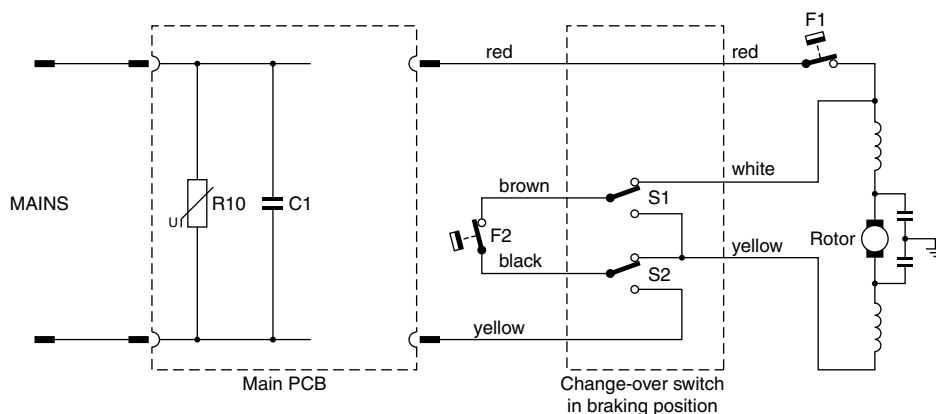 F1
red
red
white
brown
S1
MAINS
U
R10
C1
F2
Rotor
yellow
black
S2
yellow
Main PCB
Change-over switch
in braking position